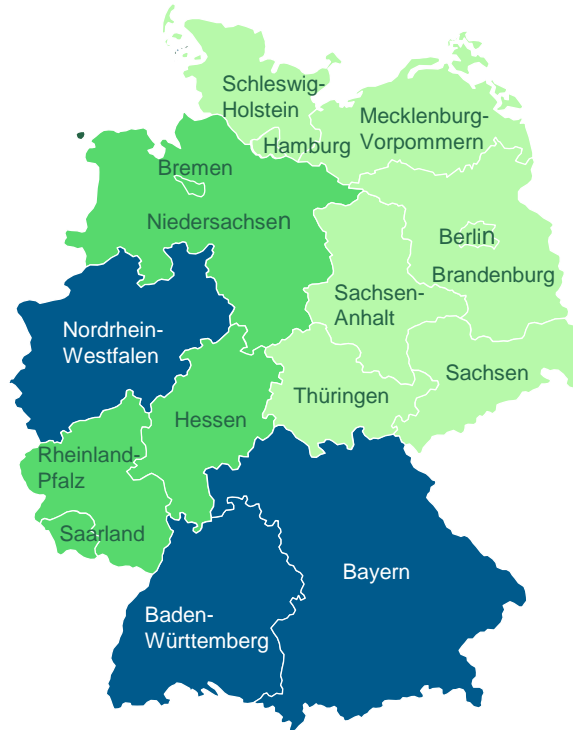 Schleswig-
Holstein
Mecklenburg-
Vorpommern
Hamburg
Bremen
Niedersachsen
Berlin
Brandenburg
Sachsen-
Anhalt
Nordrhein-
Westfalen
Sachsen
Thüringen
Hessen
Rheinland-
Pfalz
Saarland
Bayern
Baden-
Württemberg